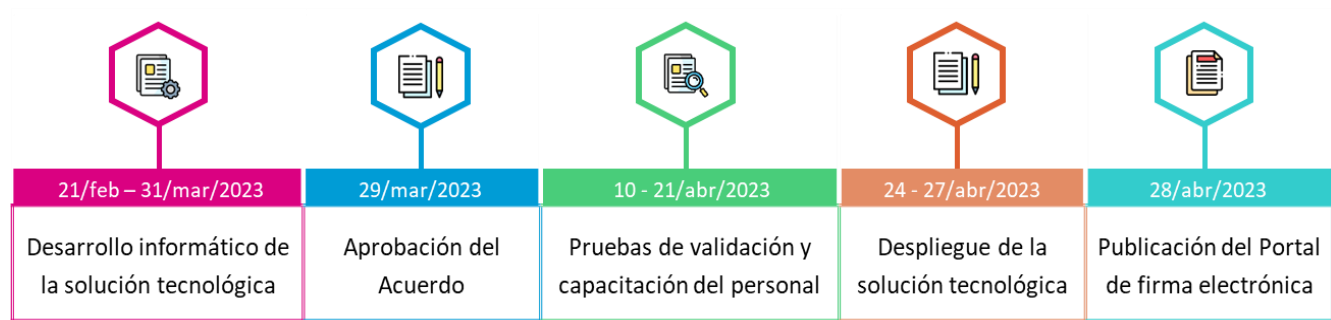 21/feb – 31/mar/2023
Desarrollo informático de
la solución tecnológica
29/mar/2023
Aprobación del
Acuerdo
10 - 21/abr/2023
Pruebas de validación y
capacitación del personal
24 - 27/abr/2023
Despliegue de la
solución tecnológica
28/abr/2023
Publicación del Portal
de firma electrónica